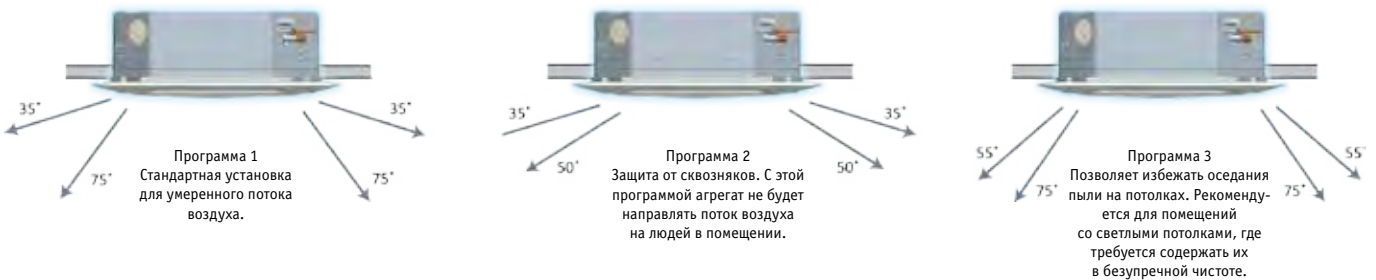 35°
35°
75°
75°
Программа 1
Стандартная установка
для умеренного потока
воздуха.
35°
35°
50°
50°
Программа 2
Защита от сквозняков. С этой
программой агрегат не будет
направлять поток воздуха
на людей в помещении.
55°
55°
75°
75°
Программа 3
Позволяет избежать оседания
пыли на потолках. Рекоменду-
ется для помещений
со светлыми потолками, где
требуется содержать их
в безупречной чистоте.